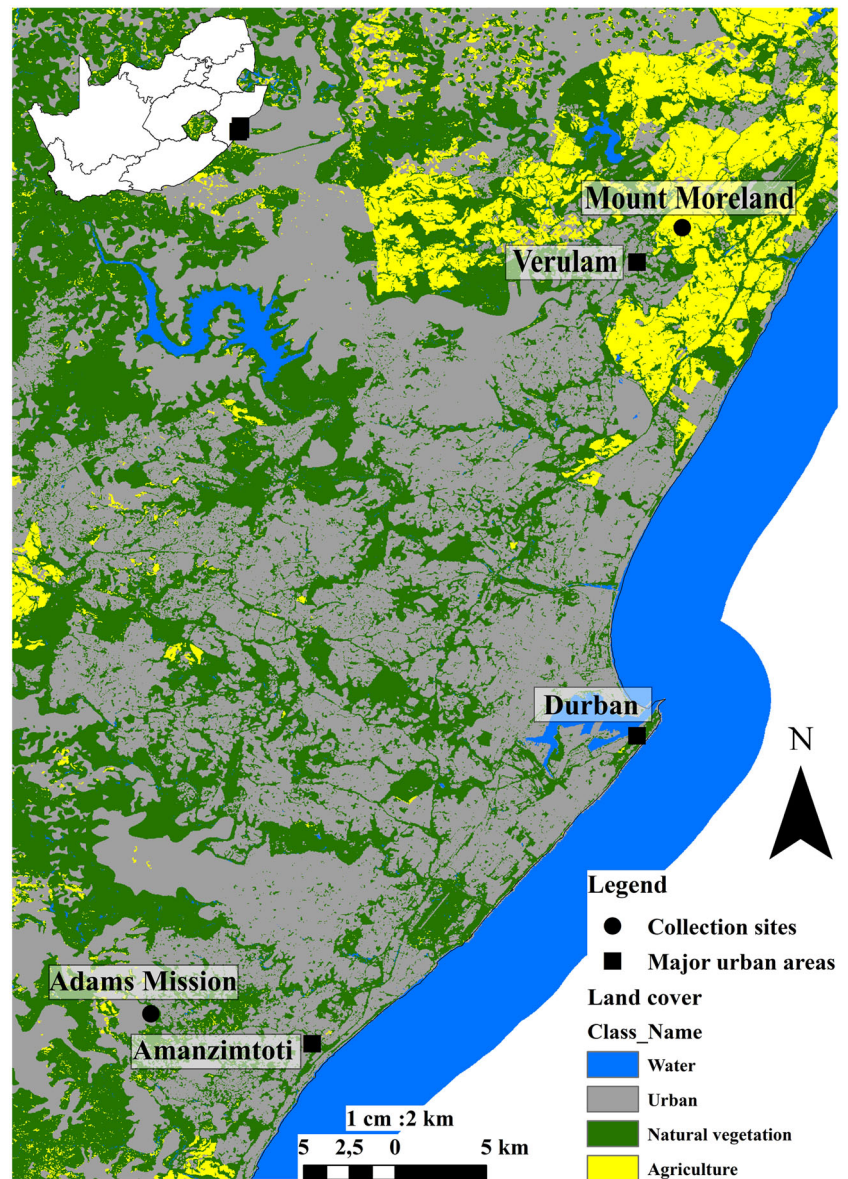 Mount Moreland
Verulam
Durban
N
Adams Mission
Amanzimtoti
Legend
Collection sites
Major urban areas
Land cover
Class_Name
Water
Urban
Natural vegetation
Agriculture
1 cm :2 km
5 2,5 0 5 km